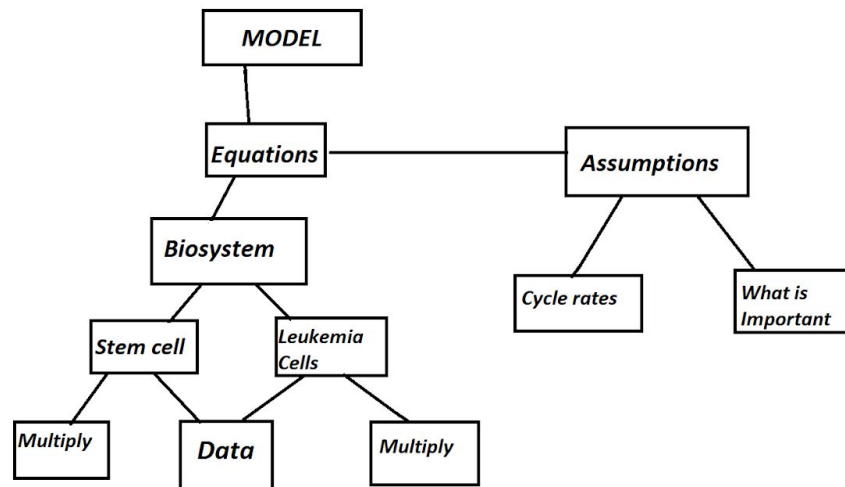 MODEL
Equations
Assumptions
Biosystem
Cycle rates
What is
Important
Stem cell
Leukemia
Cells
Multiply
Data
Multiply